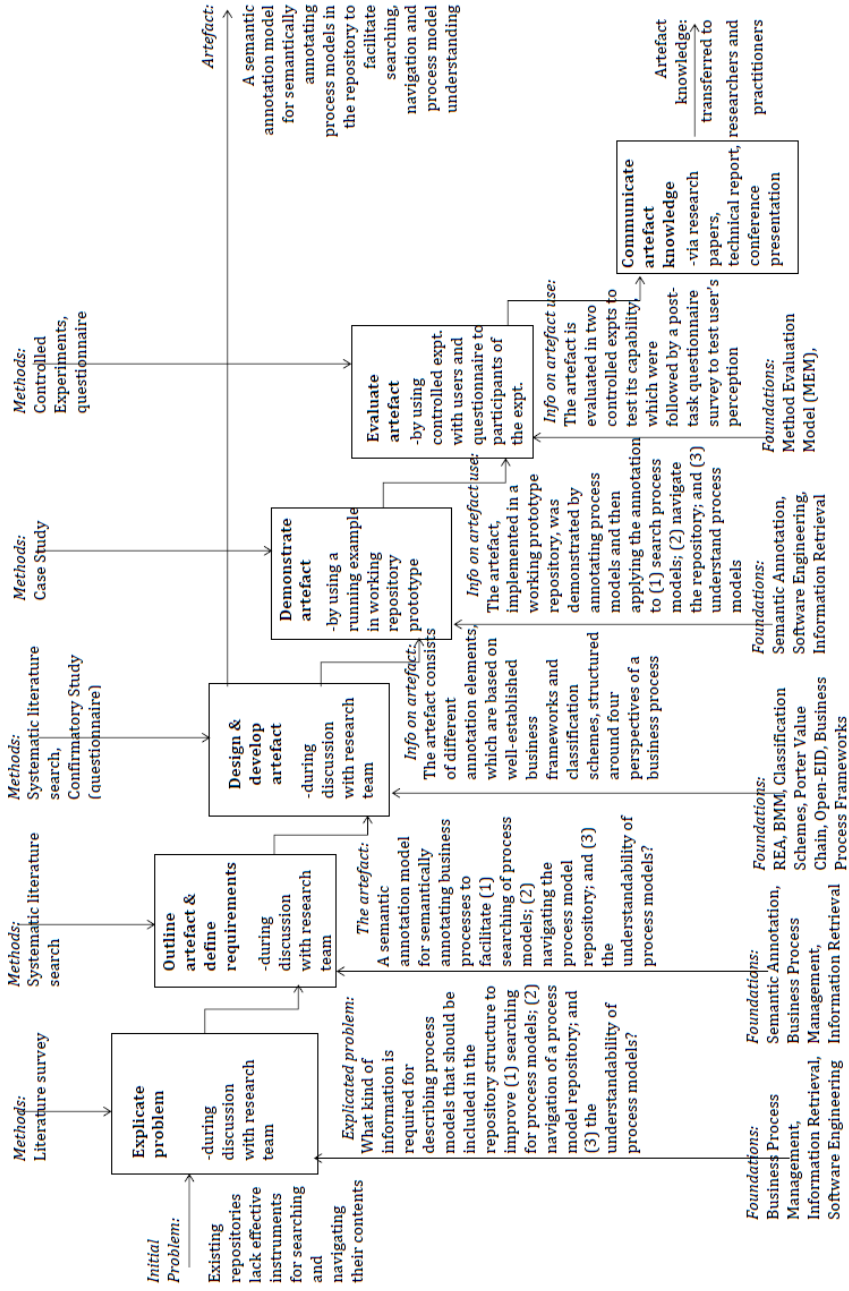 Initial
Problem:
Existing
repositories
lack effective
instruments
for searching
and
navigating
their contents
Methods:
Literature survey
Explicate
problem
-during
discussion
with research
team
Explicated problem:
What kind of
information is
required for
describing process
models that should be
included in the
repository structure to
improve (1) searching
for process models; (2)
navigation of a process
model repository; and
(3) the
understandability of
process models?
Foundations:
Business Process
Management,
Information Retrieval,
Software Engineering
Methods:
Systematic literature
search
Outline
artefact &
define
requirements
-during
discussion
with research
team
The artefact:
A semantic
annotation model
for semantically
annotating business
processes to
facilitate (1)
searching of process
models; (2)
navigating the
process model
repository; and (3)
the
understandability of
process models?
Foundations:
Semantic Annotation,
Business Process
Management,
Information Retrieval
Methods:
Systematic literature
search,
Confirmatory Study
(questionnaire)
Design &
develop
artefact
-during
discussion
with research
team
Info on artefact:
The artefact consists
of different
annotation elements,
which are based on
well-established
business
frameworks and
classification
schemes, structured
around four
perspectives of a
business process
Foundations:
REA, BMM, Classification
Schemes, Porter Value
Chain, Open-EID, Business
Process Frameworks
Methods:
Case Study
Demonstrate
artefact
-by using a
running example
in working
repository
prototype
Info on artefact use:
The artefact,
implemented in a
working prototype
repository, was
demonstrated by
annotating process
models and then
applying the annotation
to (1) search process
models; (2) navigate
the repository; and (3)
understand process
models
Foundations:
Semantic Annotation,
Software Engineering,
Information Retrieval
Methods:
Controlled
Experiments,
questionnaire
Evaluate
artefact
-by using
controlled expt.
with users and
questionnaire to
participants of
the expt.
Info on artefact use:
The artefact is
evaluated in two
controlled expts to
test its capability,
which were
followed by a post-
task questionnaire
survey to test user's
perception
Foundations:
Method Evaluation
Model (MEM),
Communicate
artefact
knowledge
-via research
papers,
technical report,
conference
presentation
Artefact:
A semantic
annotation model
for semantically
annotating
process models in
the repository to
facilitate
searching,
navigation and
process model
understanding
Artefact
knowledge:
transferred to
researchers and
practitioners